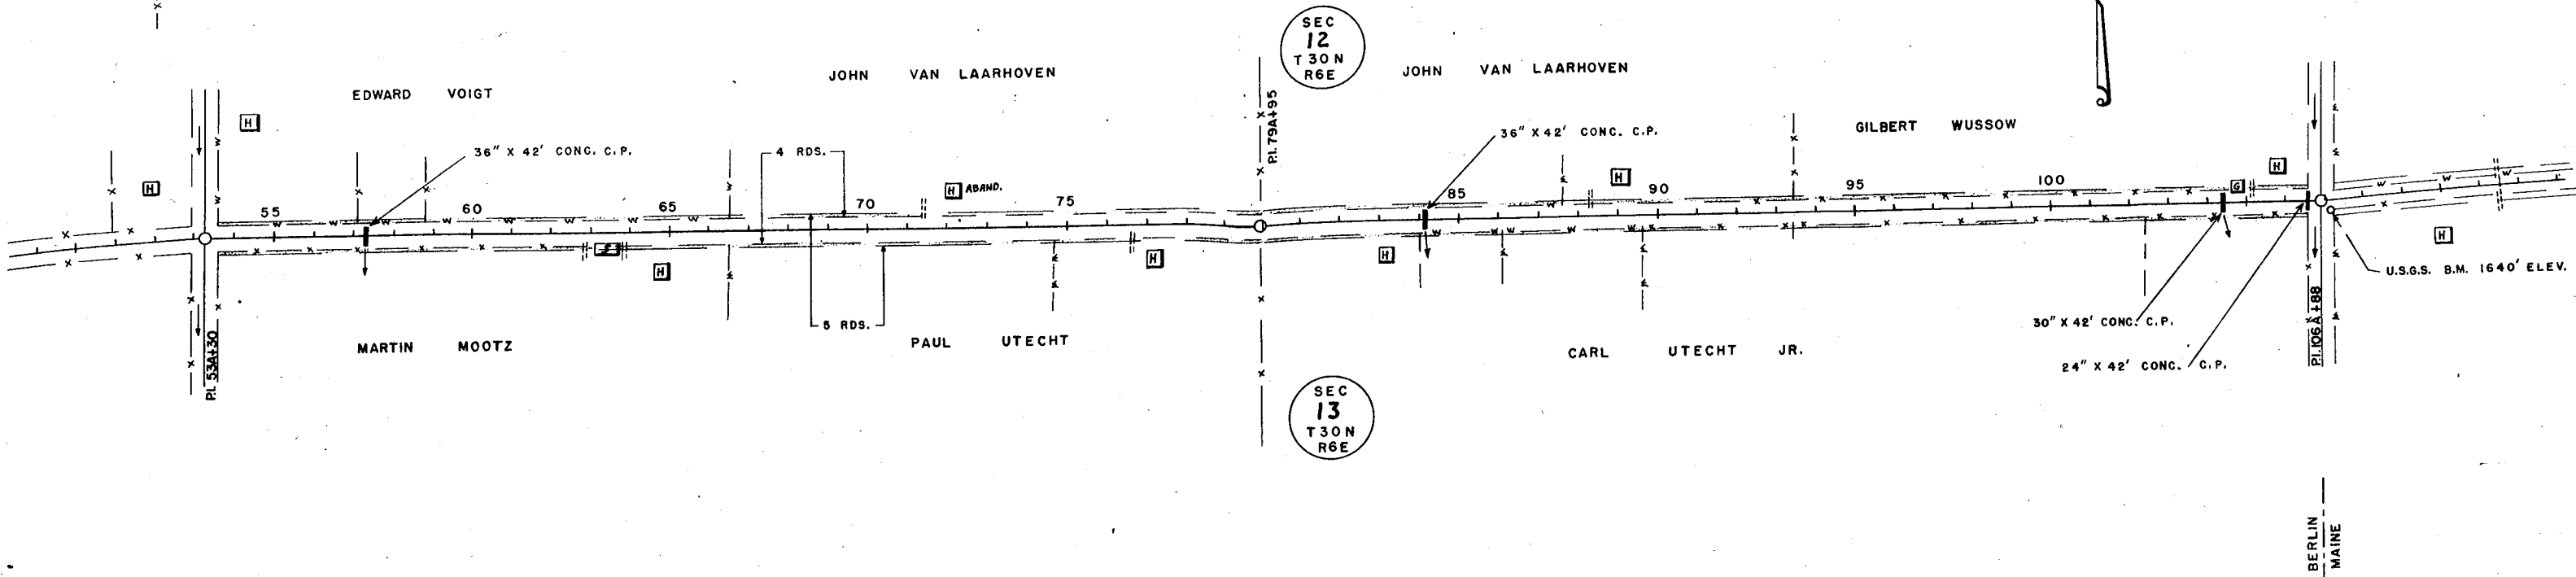 SEC
12
T 30 N
R6E
JOHN VAN LAARHOVEN
JOHN VAN LAARHOVEN
EDWARD VOIGT
GILBERT WUSSOW
P.I. 79A+95
36" X 42' CONC. C.P.
36" X 42' CONC. C.P.
4 RDS.
H
H
H ABAND.
H
H
G
55
60
65
70
75
85
90
95
100
H
H
H
H
U.S.G.S. B.M. 1640' ELEV.
5 RDS.
30" X 42' CONC. C.P.
24" X 42' CONC. C.P.
MARTIN MOOTZ
PAUL UTECHT
CARL UTECHT JR.
P.I. 53A+30
P.I. 106A+88
SEC
13
T 30 N
R6E
BERLIN
MAINE